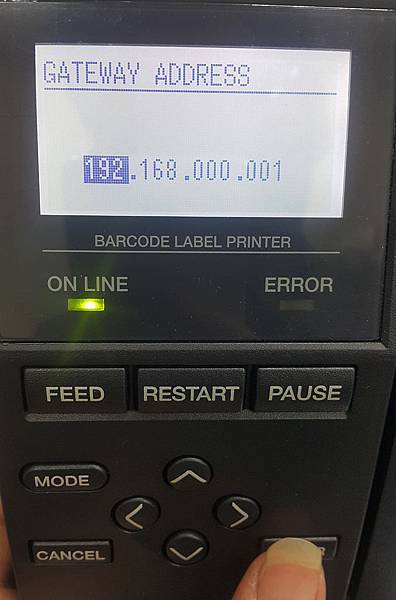 GATEWAY ADDRESS
192.168.000.001
BARCODE LABEL PRINTER
ON LINE ERROR
FEED RESTART PAUSE
MODE
CANCEL